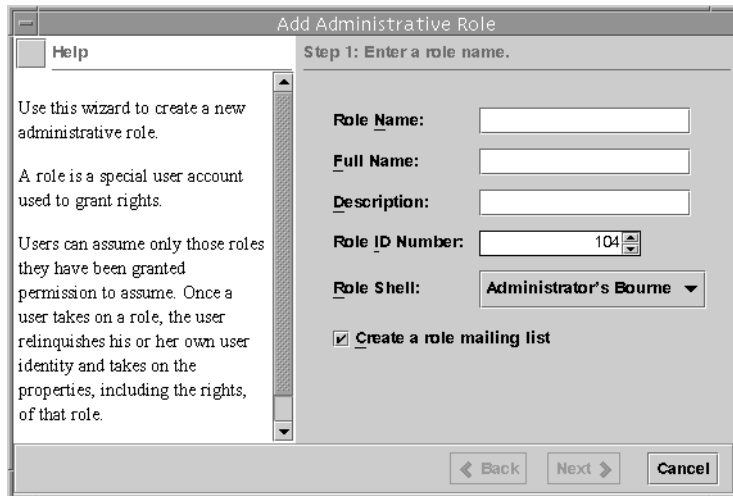 Add Administrative Role
Help
Use this wizard to create a new
administrative role.
A role is a special user account
used to grant rights.
Users can assume only those roles
they have been granted
permission to assume. Once a
user takes on a role, the user
relinquishes his or her own user
identity and takes on the
properties, including the rights,
of that role.
Step 1: Enter a role name.
Role Name:
Full Name:
Description:
Role ID Number: 104
Role Shell: Administrator's Bourne
Create a role mailing list
Back Next Cancel